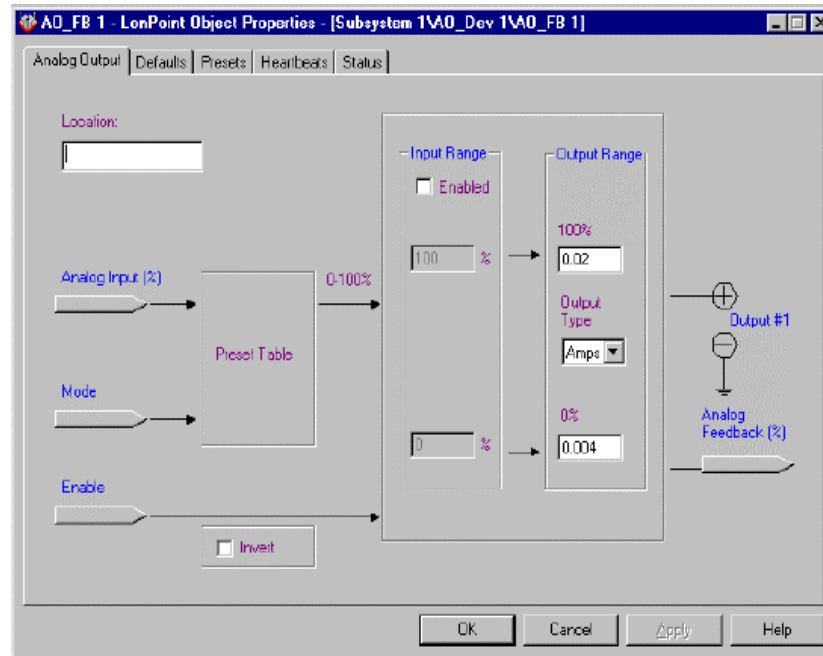 AO_FB 1 - LonPoint Object Properties - [Subsystem 1\AO_Dev 1\AO_FB 1]
Analog Output
Defaults
Presets
Heartbeats
Status
Location:
Input Range
Output Range
Enabled
100%
100
%
0.02
Analog Input (%)
0-100%
Output
Type
Output #1
Preset Table
Amps
Mode
0%
Analog
Feedback (%)
0
%
0.004
Enable
Invert
OK
Cancel
Apply
Help